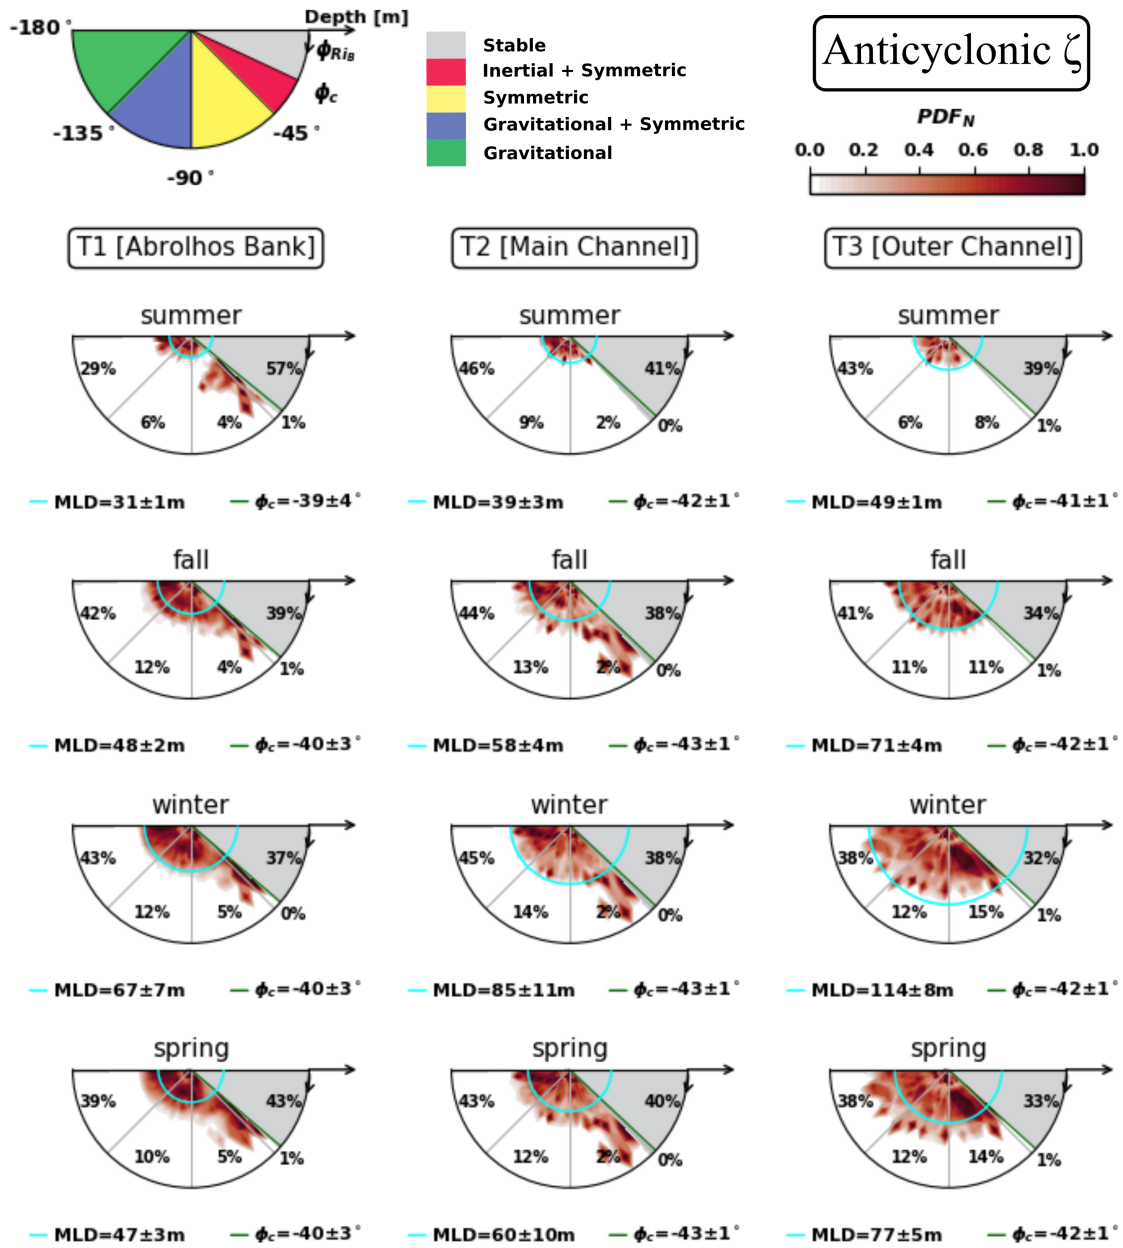 Depth [m]
-180°
ϕRiB
ϕc
-135°
-45°
-90°
Stable
Inertial + Symmetric
Symmetric
Gravitational + Symmetric
Gravitational
Anticyclonic ζ
PDFN
0.0 0.2 0.4 0.6 0.8 1.0
T1 [Abrolhos Bank] T2 [Main Channel] T3 [Outer Channel]
summer summer summer
29% 57% 46% 41% 43% 39%
6% 4% 1% 9% 2% 0% 6% 8% 1%
MLD=31±1m ϕc=-39±4° MLD=39±3m ϕc=-42±1° MLD=49±1m ϕc=-41±1°
fall fall fall
42% 39% 44% 38% 41% 34%
12% 4% 1% 13% 2% 0% 11% 11% 1%
MLD=48±2m ϕc=-40±3° MLD=58±4m ϕc=-43±1° MLD=71±4m ϕc=-42±1°
winter winter winter
43% 37% 45% 38% 38% 32%
12% 5% 0% 14% 2% 0% 12% 15% 1%
MLD=67±7m ϕc=-40±3° MLD=85±11m ϕc=-43±1° MLD=114±8m ϕc=-42±1°
spring spring spring
39% 43% 43% 40% 38% 33%
10% 5% 1% 12% 2% 0% 12% 14% 1%
MLD=47±3m ϕc=-40±3° MLD=60±10m ϕc=-43±1° MLD=77±5m ϕc=-42±1°